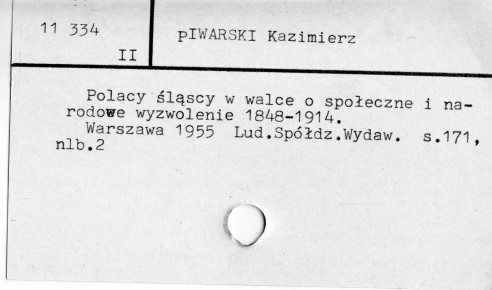 11 334
II
pIWARSKI Kazimierz
Polacy śląscy w walce o społeczne i na-
rodowe wyzwolenie 1848-1914.
Warszawa 1955 Lud.Spółdz.Wydaw. s.171,
nlb.2